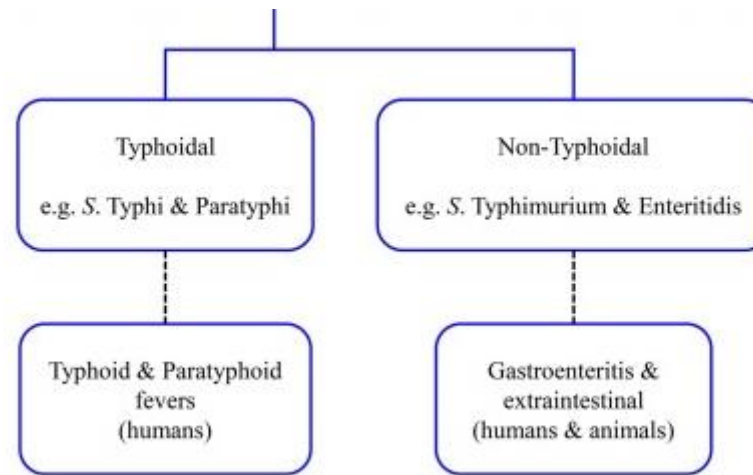 Typhoidal
e.g. S. Typhi & Paratyphi
Non-Typhoidal
e.g. S. Typhimurium & Enteritidis
Typhoid & Paratyphoid
fevers
(humans)
Gastroenteritis &
extraintestinal
(humans & animals)